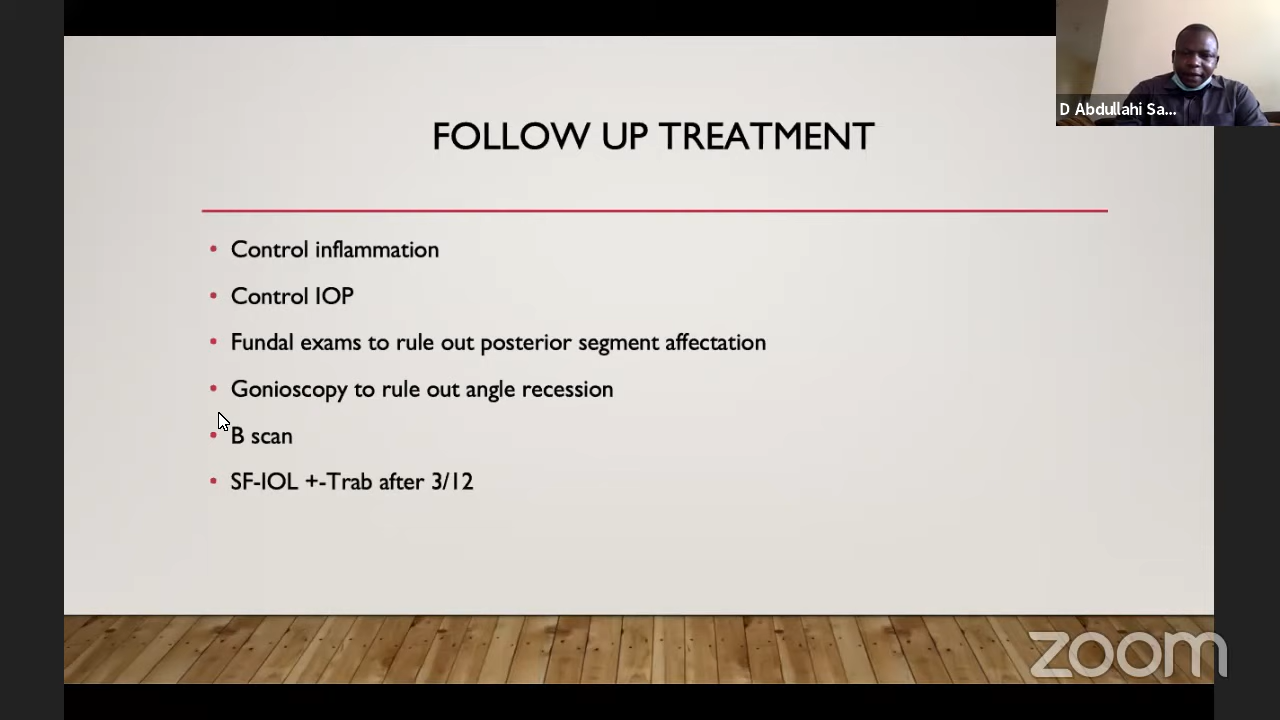 D Abdullahi Sa...
FOLLOW UP TREATMENT
• Control inflammation
• Control IOP
• Fundal exams to rule out posterior segment affectation
• Gonioscopy to rule out angle recession
• B scan
• SF-IOL +-Trab after 3/12
zoom